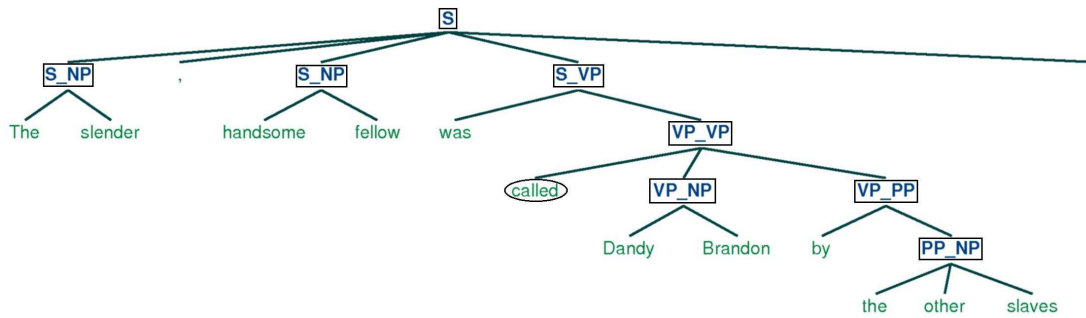 S
S_NP , S_NP S_VP
The slender handsome fellow was VP_VP
called VP_NP VP_PP
Dandy Brandon by PP_NP
the other slaves